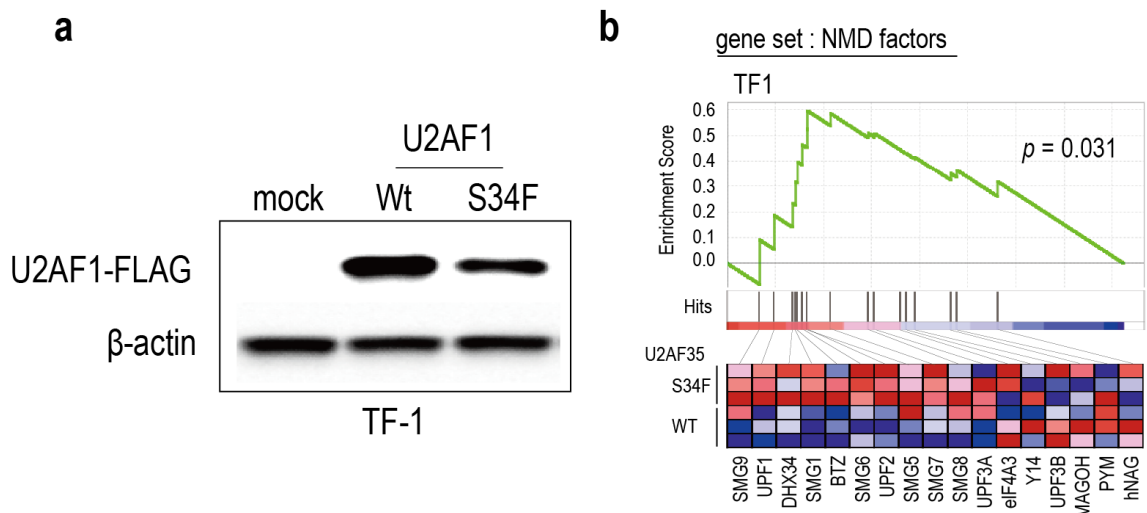 a
U2AF1
mock Wt S34F
U2AF1-FLAG
β-actin
TF-1
b
gene set : NMD factors
TF1
p = 0.031
Enrichment Score
0.6
0.5
0.4
0.3
0.2
0.1
0.0
Hits
U2AF35
S34F
WT
SMG9
UPF1
DHX34
SMG1
BTZ
SMG6
UPF2
SMG5
SMG7
SMG8
UPF3A
eIF4A3
Y14
UPF3B
MAGOH
PYM
hNAG